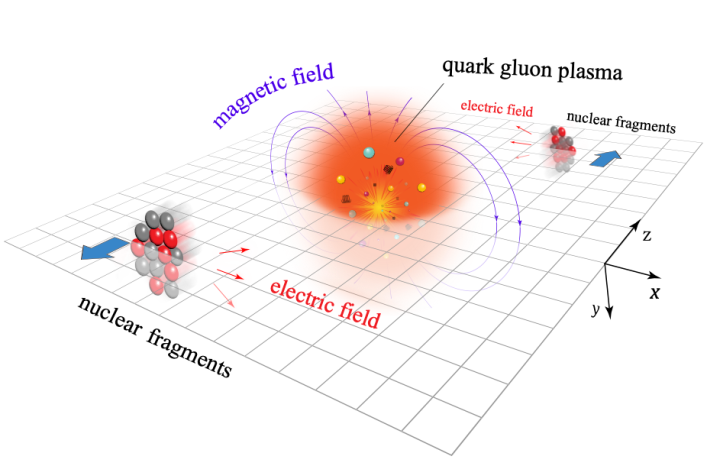 magnetic field
quark gluon plasma
electric field
nuclear fragments
electric field
nuclear fragments
z
x
y